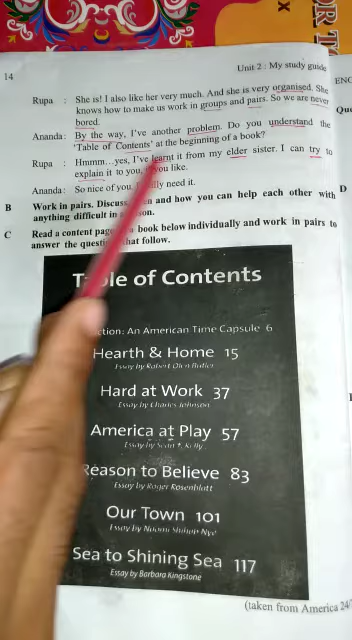 14
Unit 2 : My study guide
Rupa : She is! I also like her very much. And she is very organised. She
knows how to make us work in groups and pairs. So we are never
bored.
Ananda: By the way, I've another problem. Do you understand the
'Table of Contents' at the beginning of a book?
Rupa : Hmmm...yes, I've learnt it from my elder sister. I can try to
explain it to you, if you like.
Ananda: So nice of you. I need it.
B Work in pairs. Discuss and how you can help each other with
anything difficult in
C Read a content page book below individually and work in pairs to
answer the that follow.
Table of Contents
An American Time Capsule 6
Hearth & Home 15
Essay by Robert Olen Butler
Hard at Work 37
Essay by Charles Johnson
America at Play 57
Essay by Sean
Reason to Believe 83
Essay by Roger Rosenblatt
Our Town 101
Essay by Naomi Shihab Nye
Sea to Shining Sea 117
Essay by Barbara Kingstone
(taken from America 24/
ENG
D